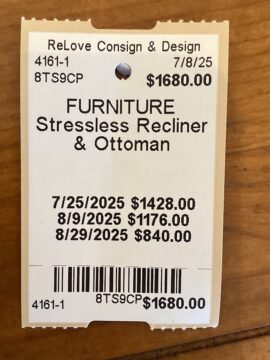 ReLove Consign & Design
4161-1 7/8/25
8TS9CP $1680.00
FURNITURE
Stressless Recliner
& Ottoman
7/25/2025 $1428.00
8/9/2025 $1176.00
8/29/2025 $840.00
4161-1 8TS9CP $1680.00